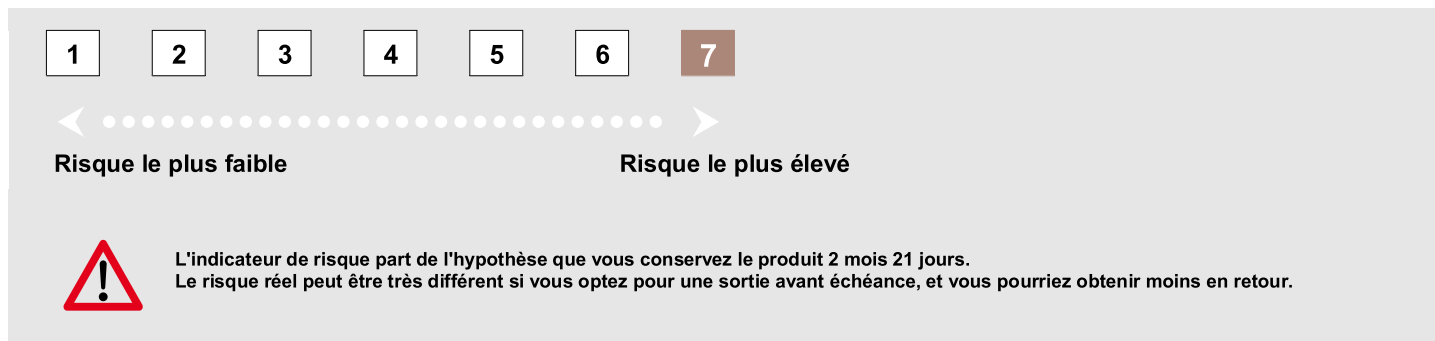 1 2 3 4 5 6 7
Risque le plus faible Risque le plus élevé
L'indicateur de risque part de l'hypothèse que vous conservez le produit 2 mois 21 jours.
Le risque réel peut être très différent si vous optez pour une sortie avant échéance, et vous pourriez obtenir moins en retour.